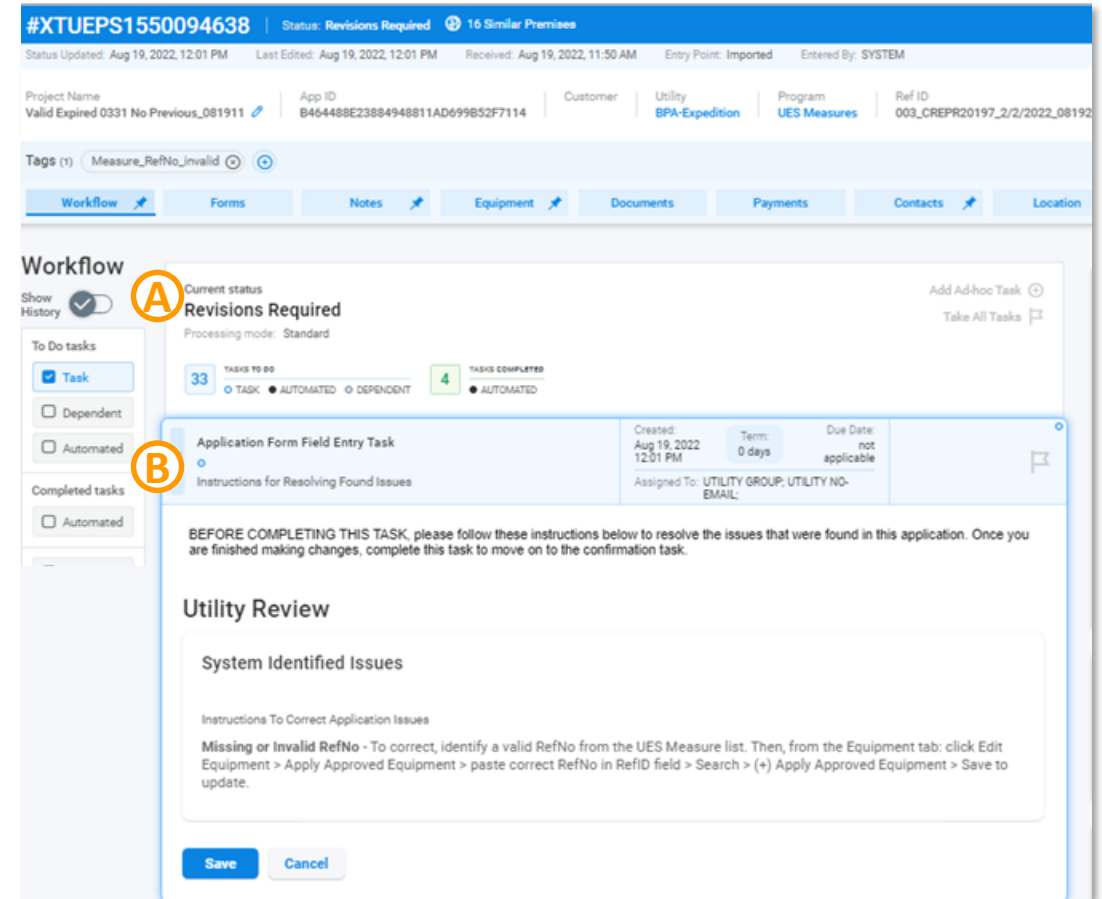 #XTUEPS1550094638 | Status: Revisions Required 16 Similar Premises
Status Updated: Aug 19, 2022, 12:01 PM Last Edited: Aug 19, 2022, 12:01 PM Received: Aug 19, 2022, 11:50 AM Entry Point: Imported Entered By: SYSTEM
Project Name App ID Customer Utility Program Ref ID
Valid Expired 0331 No Previous_081911 B464488E23884948811AD699B52F7114 BPA-Expedition UES Measures 003_CREPR20197_2/2/2022_08192
Tags (1) Measure_RefNo_invalid
Workflow Forms Notes Equipment Documents Payments Contacts Location
Workflow
Show
History
To Do tasks
Task
Dependent
Automated
Completed tasks
Automated
A
Current status
Revisions Required
Processing mode: Standard
Add Ad-hoc Task
Take All Tasks
33 TASKS TO DO
TASK AUTOMATED DEPENDENT
4 TASKS COMPLETED
AUTOMATED
B
Application Form Field Entry Task
Instructions for Resolving Found Issues
Created:
Aug 19, 2022
12:01 PM
Term:
0 days
Due Date:
not
applicable
Assigned To: UTILITY GROUP; UTILITY NO-
EMAIL;
BEFORE COMPLETING THIS TASK, please follow these instructions below to resolve the issues that were found in this application. Once you
are finished making changes, complete this task to move on to the confirmation task.
Utility Review
System Identified Issues
Instructions To Correct Application Issues
Missing or Invalid RefNo - To correct, identify a valid RefNo from the UES Measure list. Then, from the Equipment tab: click Edit
Equipment > Apply Approved Equipment > paste correct RefNo in RefID field > Search > (+) Apply Approved Equipment > Save to
update.
Save Cancel